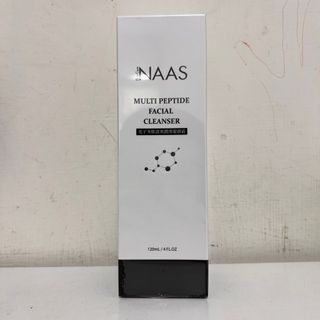 NAAS
MULTI PEPTIDE
FACIAL
CLEANSER
120mL / 4 FL.OZ